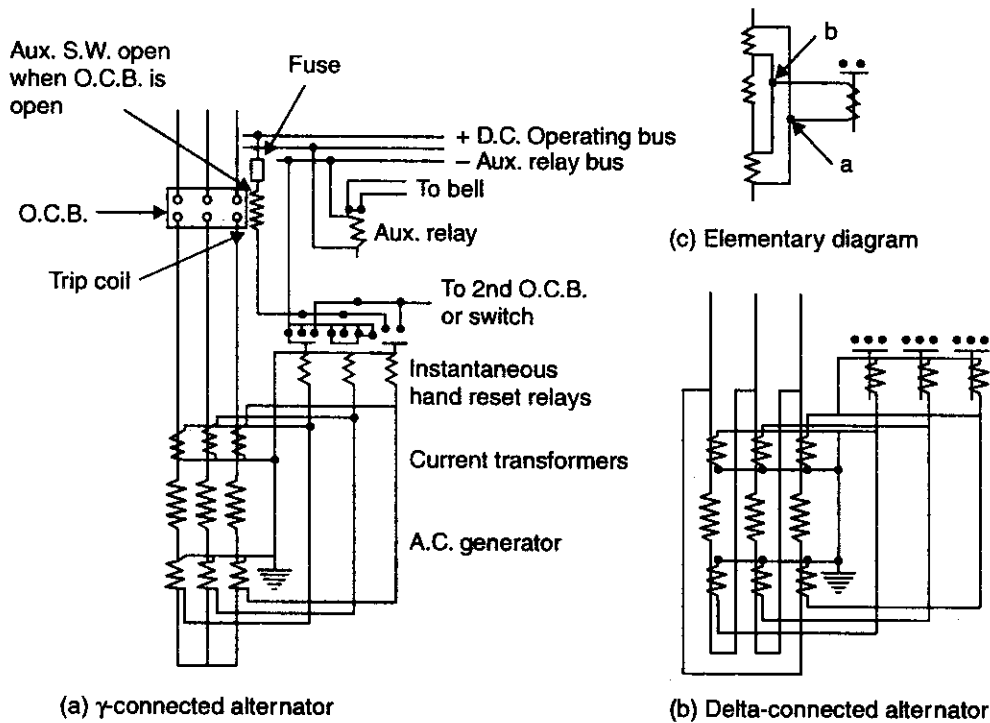 Aux. S.W. open
when O.C.B. is
open
Fuse
+ D.C. Operating bus
– Aux. relay bus
To bell
O.C.B.
Aux. relay
Trip coil
To 2nd O.C.B.
or switch
Instantaneous
hand reset relays
Current transformers
A.C. generator
(a) γ-connected alternator
b
a
(c) Elementary diagram
(b) Delta-connected alternator